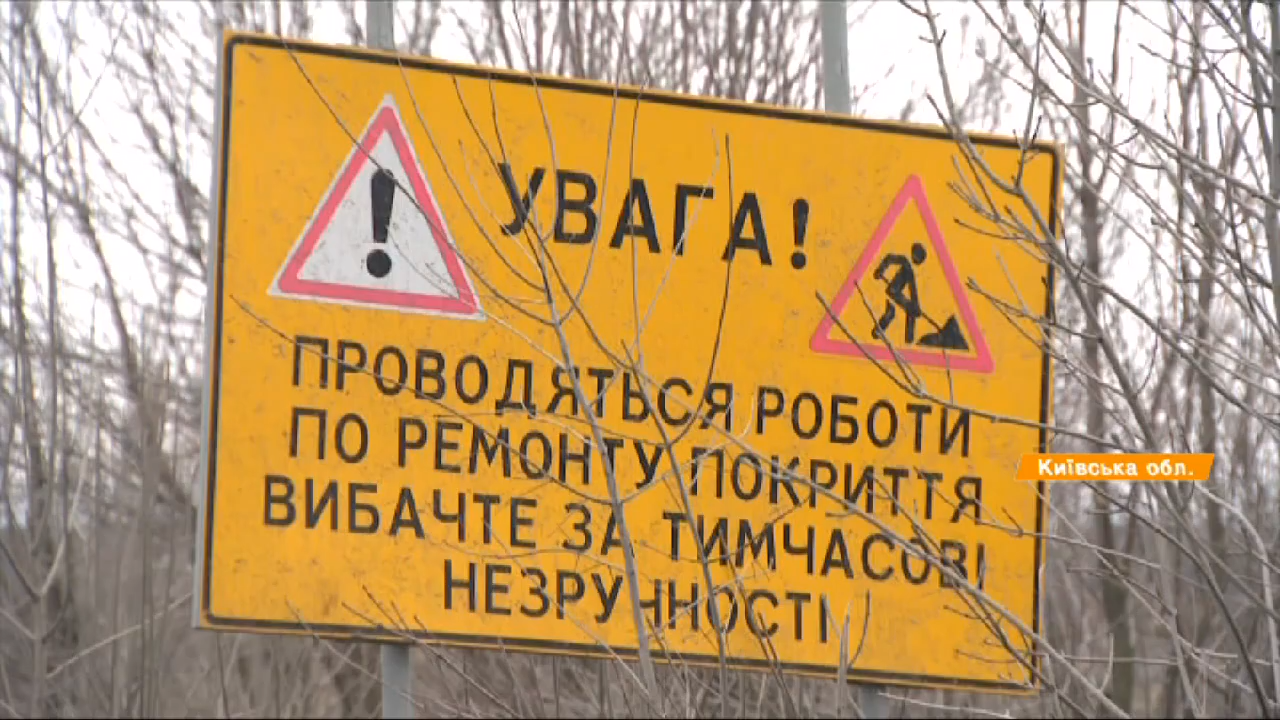 УВАГА!
ПРОВОДЯТЬСЯ РОБОТИ
ПО РЕМОНТУ ПОКРИТТЯ
ВИБАЧТЕ ЗА ТИМЧАСОВІ
НЕЗРУЧНОСТІ
Київська обл.